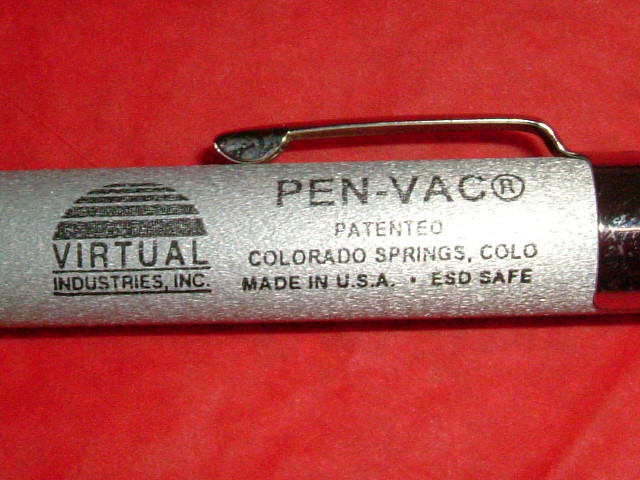 VIRTUAL
INDUSTRIES, INC.
PEN-VAC®
PATENTED
COLORADO SPRINGS, COLO
MADE IN U.S.A. · ESD SAFE